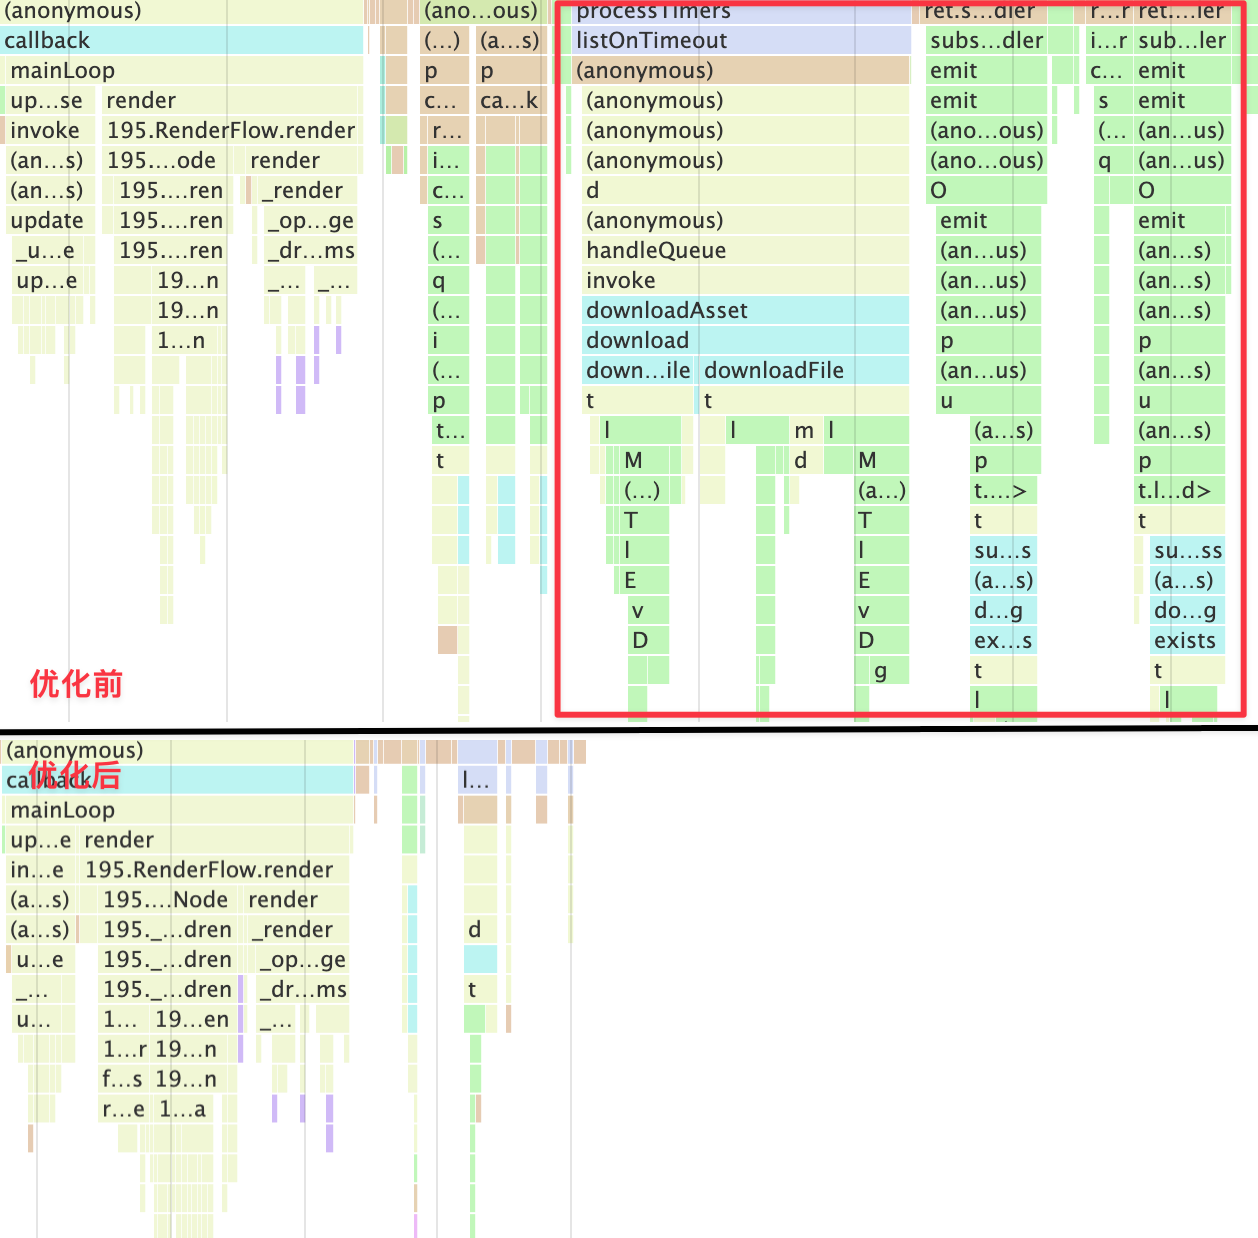 (anonymous) (ano...ous) processTimers ret.s...dler r...r ret....ler
callback (...) (a...s) listOnTimeout subs...dler i...r sub...ler
mainLoop p p (anonymous) emit c... emit
up...se render c... ca...k (anonymous) emit s emit
invoke 195.RenderFlow.render r... (anonymous) (ano...ous) (... (an...us)
(an...s) 195....ode render i... (anonymous) (ano...ous) q (an...us)
(an...s) 195....ren _render c... d O O
update 195....ren _op...ge s (anonymous) emit emit
_u...e 195....ren _dr...ms (... handleQueue (an...us) (an...s)
up...e 19...n _... _... q invoke (an...us) (an...s)
19...n (... downloadAsset (an...us) (an...s)
1...n i download p p
(... down...ile downloadFile (an...us) (an...s)
p t t u u
t... l l m l (a...s) (an...s)
t M d M p p
(...) (a...) t....> t.l...d>
T T t t
l l su...s su...ss
E E (a...s) (a...s)
v v d...g do...g
D D ex...s exists
优化前 g t t
l l
(anonymous)
callback l...
优化后
mainLoop
up...e render
in...e 195.RenderFlow.render
(a...s) 195....Node render
(a...s) 195._...dren _render d
u...e 195._...dren _op...ge
_... 195._...dren _dr...ms t
u... 1... 19...en _...
1...r 19...n
f...s 19...n
r...e 1...a